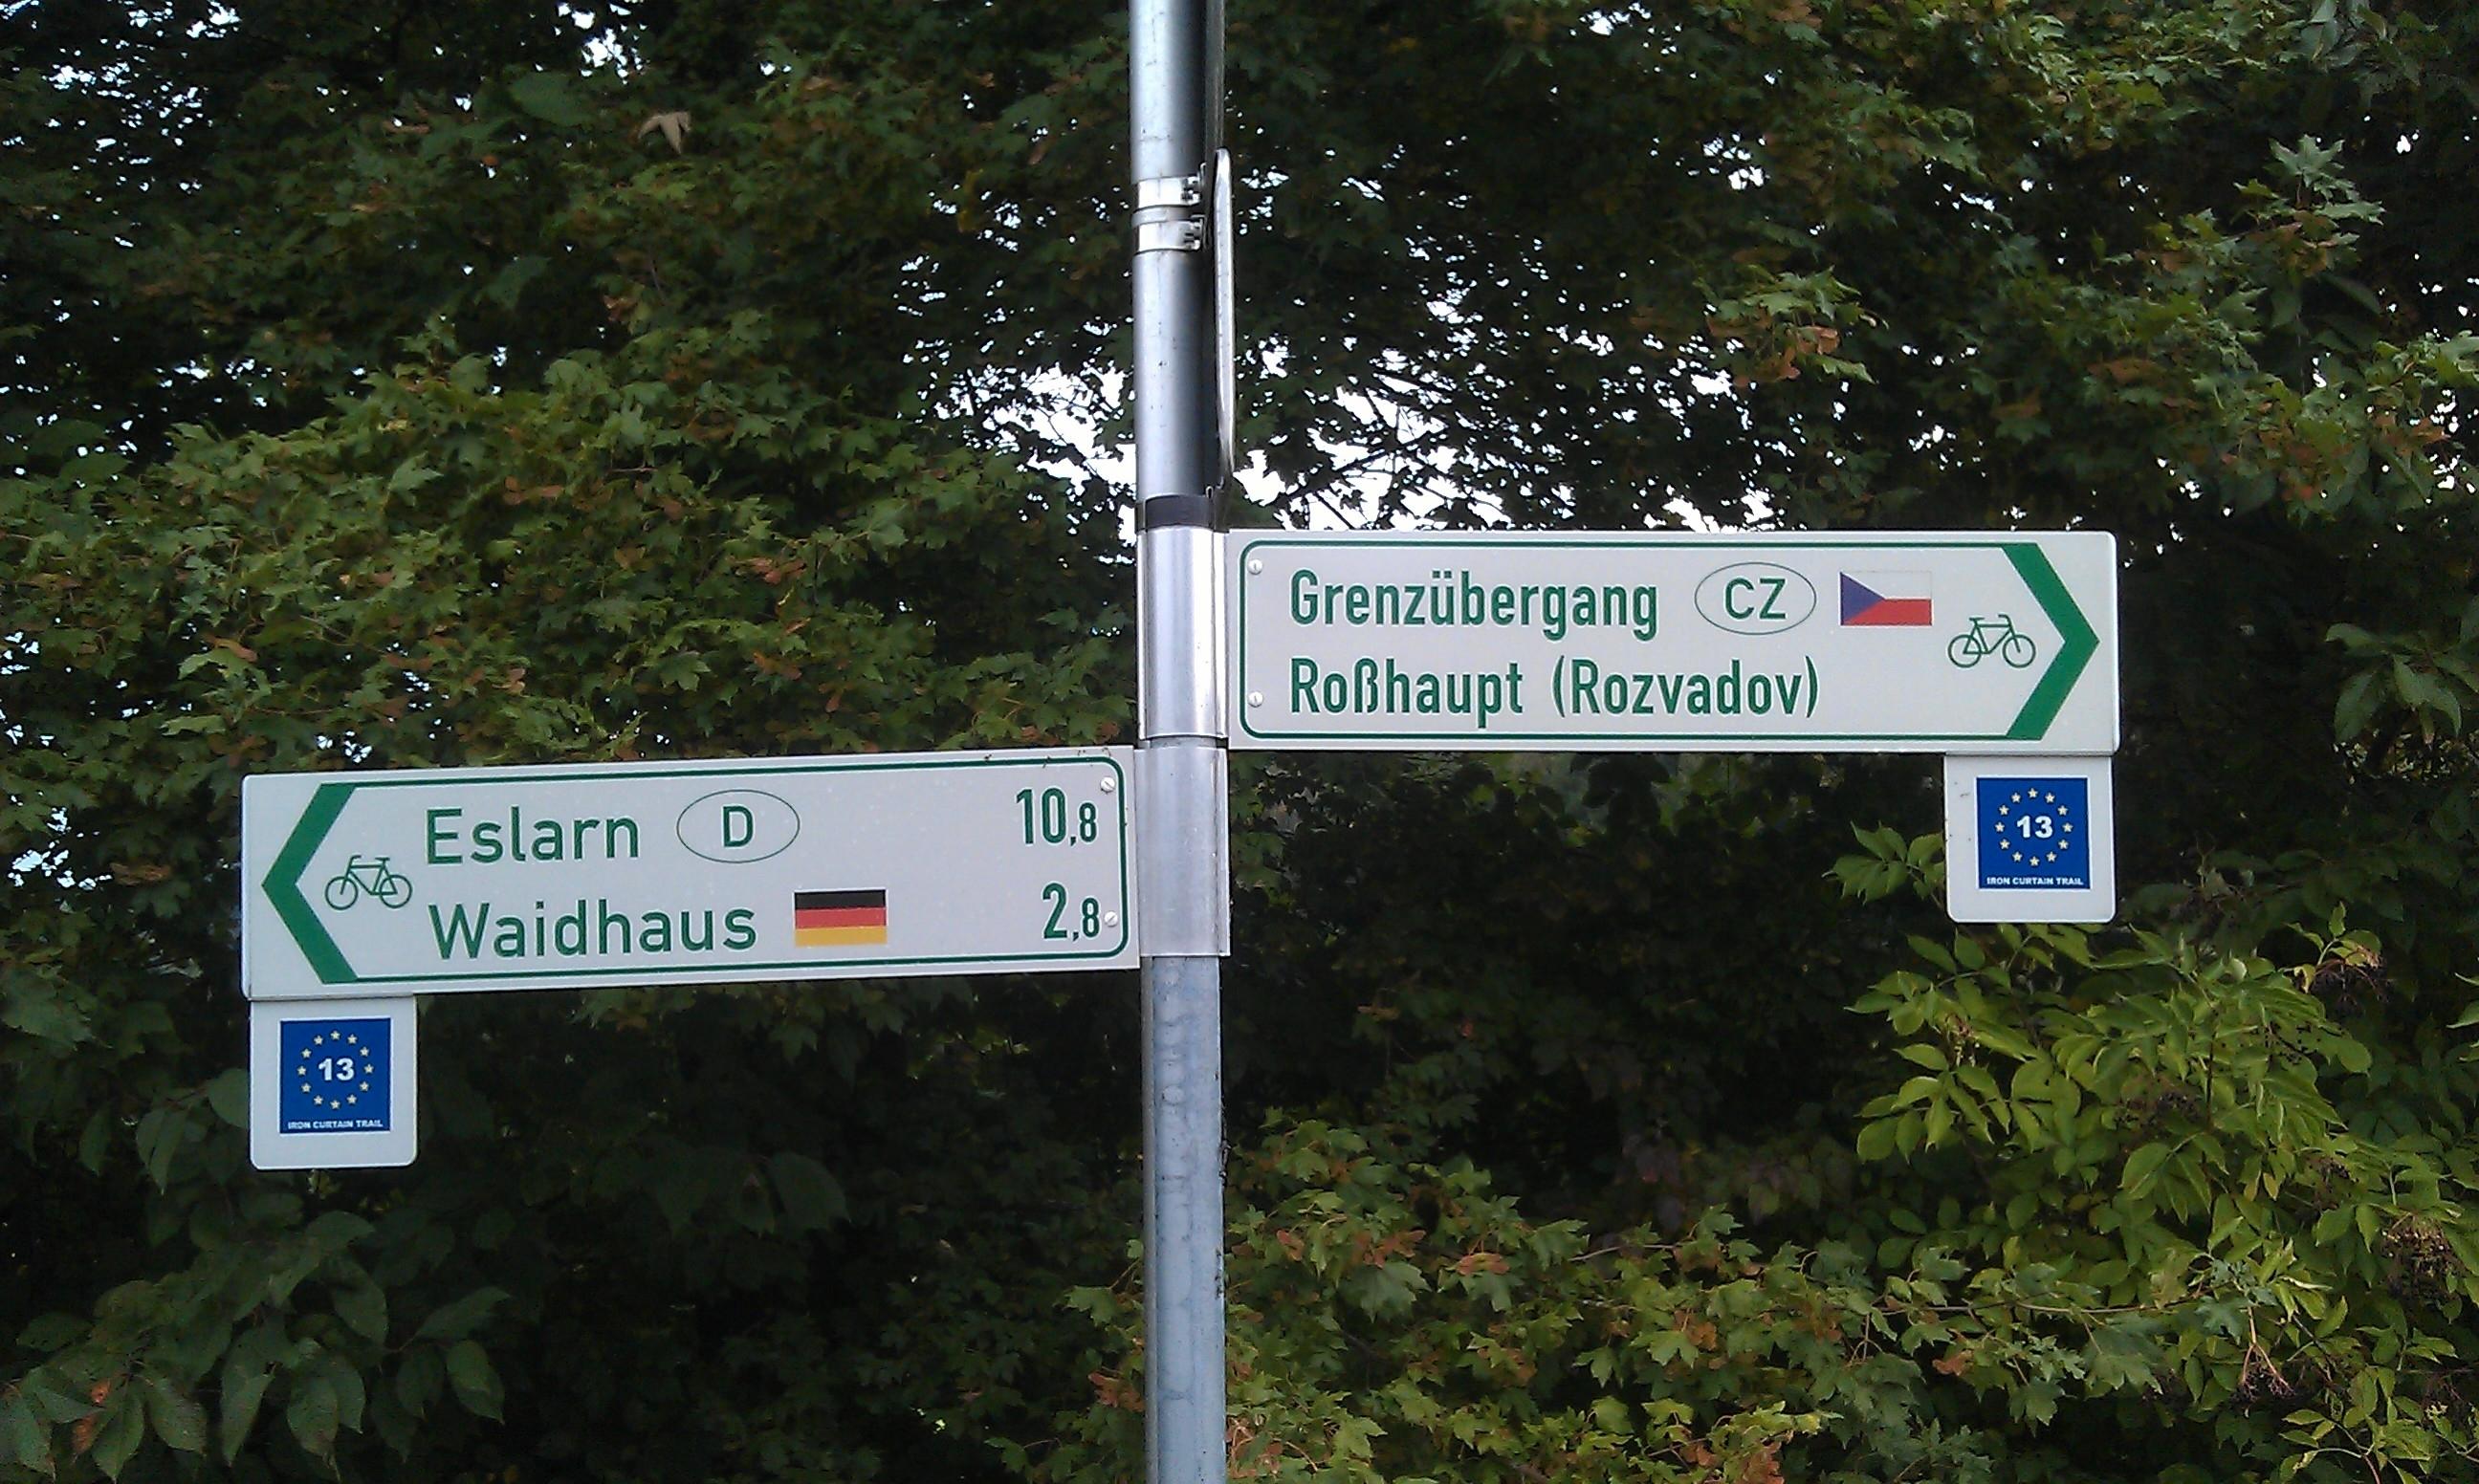 Grenzübergang CZ
Roßhaupt (Rozvadov)
13
IRON CURTAIN TRAIL
Eslarn D 10,8
Waidhaus 2,8
13
IRON CURTAIN TRAIL